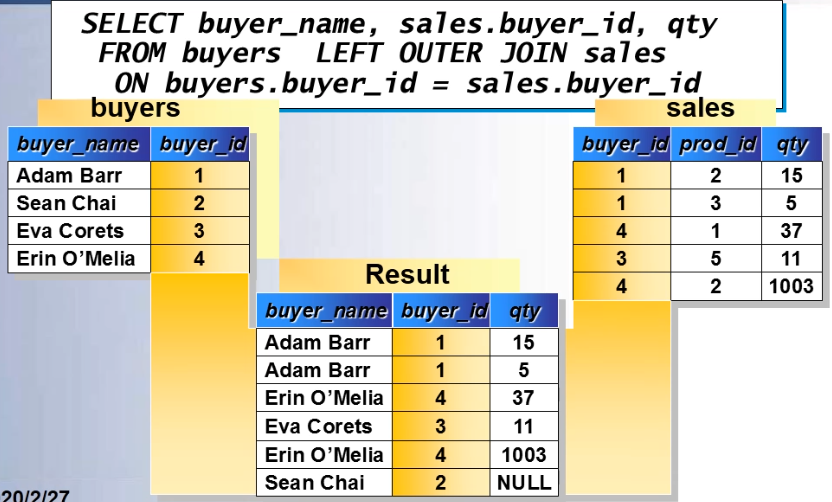 SELECT buyer_name, sales.buyer_id, qty
FROM buyers LEFT OUTER JOIN sales
ON buyers.buyer_id = sales.buyer_id
buyers
buyer_name buyer_id
Adam Barr 1
Sean Chai 2
Eva Corets 3
Erin O’Melia 4
sales
buyer_id prod_id qty
1 2 15
1 3 5
4 1 37
3 5 11
4 2 1003
Result
buyer_name buyer_id qty
Adam Barr 1 15
Adam Barr 1 5
Erin O’Melia 4 37
Eva Corets 3 11
Erin O’Melia 4 1003
Sean Chai 2 NULL
20/2/27